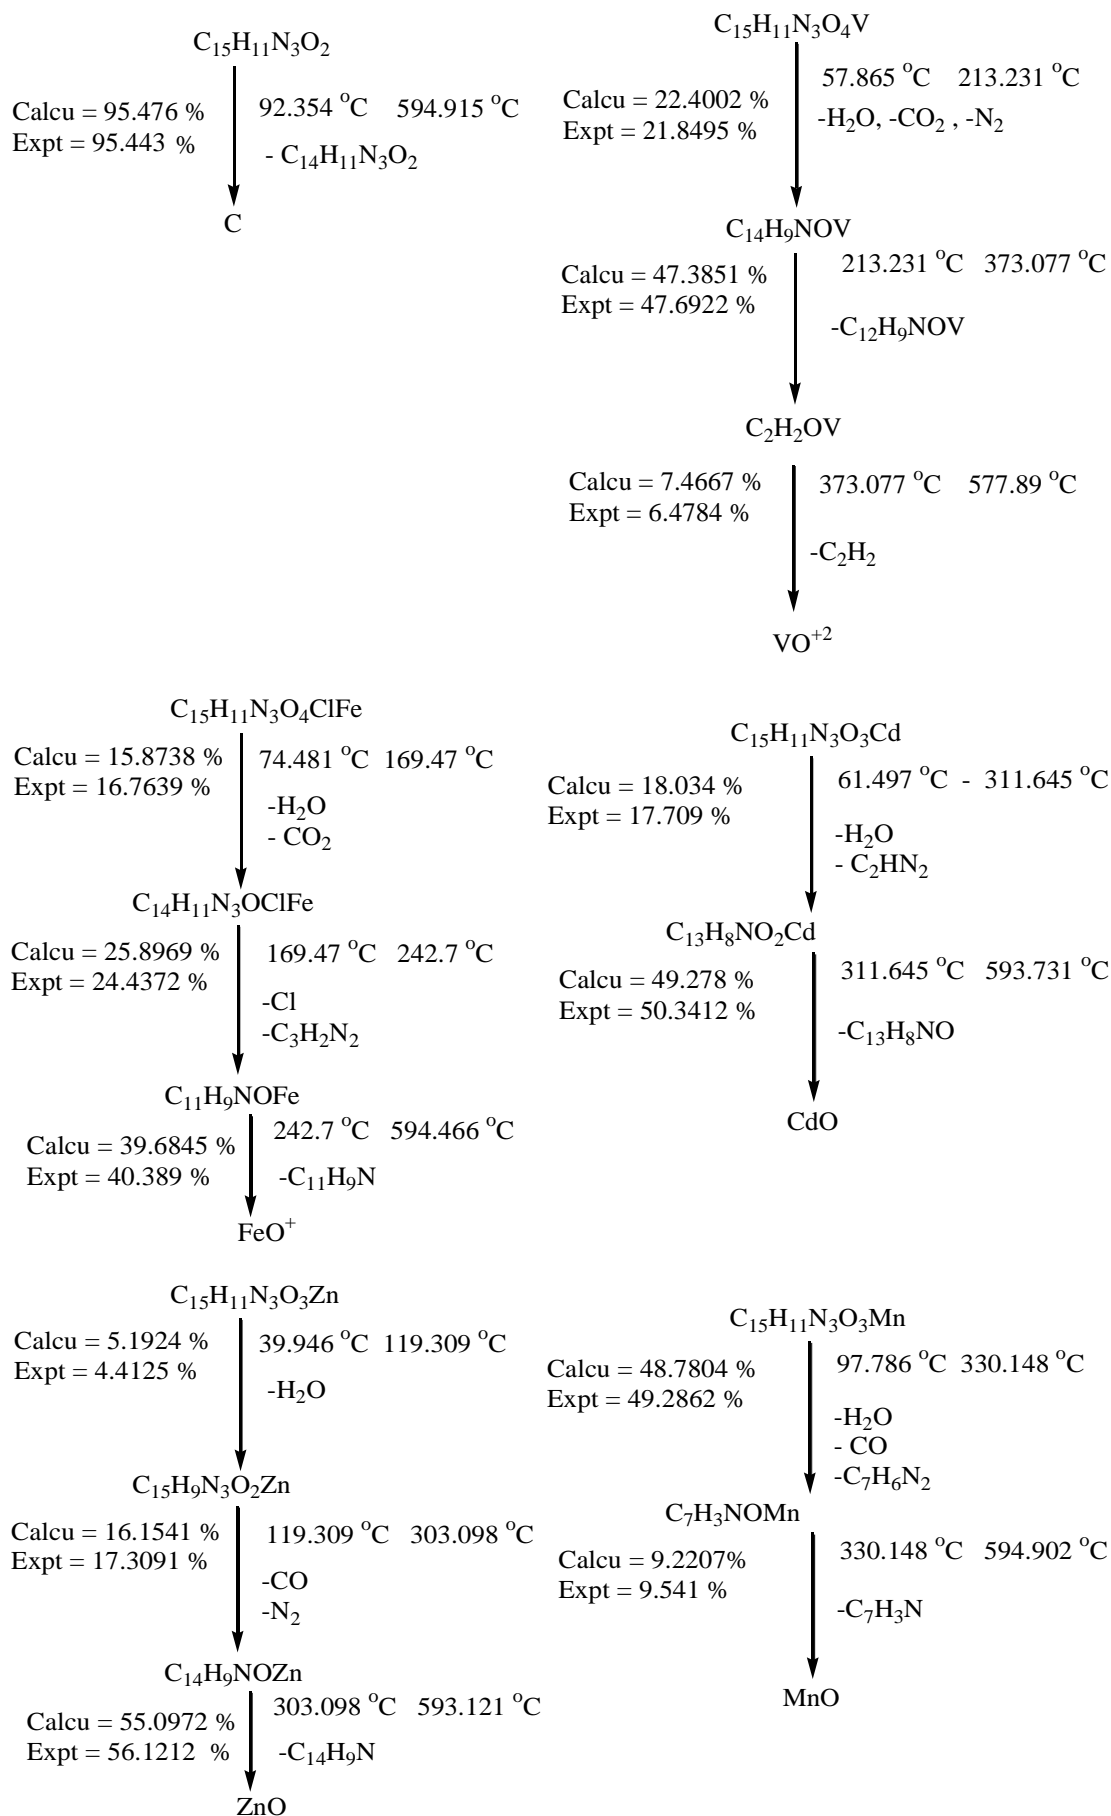 C15H11N3O2
Calcu = 95.476 %
Expt = 95.443 %
92.354 °C 594.915 °C
- C14H11N3O2
C
C15H11N3O4V
Calcu = 22.4002 %
Expt = 21.8495 %
57.865 °C 213.231 °C
-H2O, -CO2 , -N2
C14H9NOV
Calcu = 47.3851 %
Expt = 47.6922 %
213.231 °C 373.077 °C
-C12H9NOV
C2H2OV
Calcu = 7.4667 %
Expt = 6.4784 %
373.077 °C 577.89 °C
-C2H2
VO+2
C15H11N3O4ClFe
Calcu = 15.8738 %
Expt = 16.7639 %
74.481 °C 169.47 °C
-H2O
- CO2
C14H11N3OClFe
Calcu = 25.8969 %
Expt = 24.4372 %
169.47 °C 242.7 °C
-Cl
-C3H2N2
C11H9NOFe
Calcu = 39.6845 %
Expt = 40.389 %
242.7 °C 594.466 °C
-C11H9N
FeO+
C15H11N3O3Cd
Calcu = 18.034 %
Expt = 17.709 %
61.497 °C - 311.645 °C
-H2O
- C2HN2
C13H8NO2Cd
Calcu = 49.278 %
Expt = 50.3412 %
311.645 °C 593.731 °C
-C13H8NO
CdO
C15H11N3O3Zn
Calcu = 5.1924 %
Expt = 4.4125 %
39.946 °C 119.309 °C
-H2O
C15H9N3O2Zn
Calcu = 16.1541 %
Expt = 17.3091 %
119.309 °C 303.098 °C
-CO
-N2
C14H9NOZn
Calcu = 55.0972 %
Expt = 56.1212 %
303.098 °C 593.121 °C
-C14H9N
ZnO
C15H11N3O3Mn
Calcu = 48.7804 %
Expt = 49.2862 %
97.786 °C 330.148 °C
-H2O
- CO
-C7H6N2
C7H3NOMn
Calcu = 9.2207%
Expt = 9.541 %
330.148 °C 594.902 °C
-C7H3N
MnO